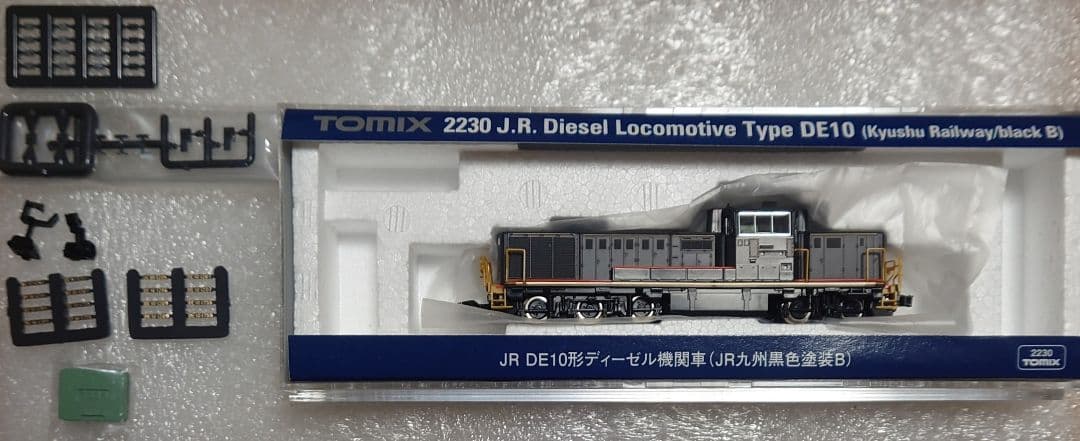 TOMIX 2230 J.R. Diesel Locomotive Type DE10 (Kyushu Railway/black B)
JR DE10形ディーゼル機関車(JR九州黒色塗装B)
2230
TOMIX